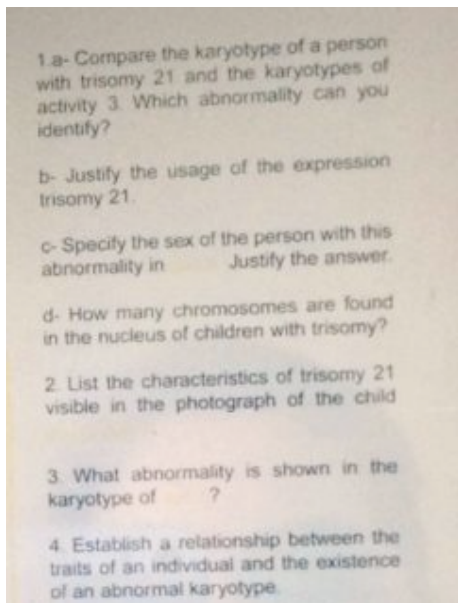 1.a- Compare the karyotype of a person
with trisomy 21 and the karyotypes of
activity 3. Which abnormality can you
identify?
b- Justify the usage of the expression
trisomy 21.
c- Specify the sex of the person with this
abnormality in Justify the answer.
d- How many chromosomes are found
in the nucleus of children with trisomy?
2. List the characteristics of trisomy 21
visible in the photograph of the child
3. What abnormality is shown in the
karyotype of ?
4. Establish a relationship between the
traits of an individual and the existence
of an abnormal karyotype.